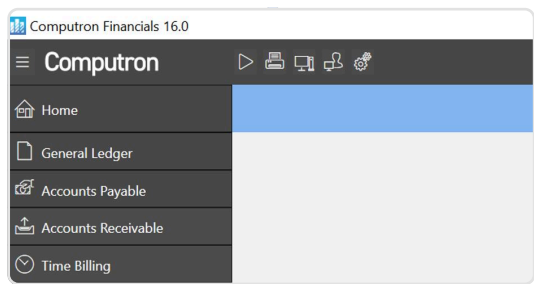 Computron Financials 16.0
Computron
Home
General Ledger
Accounts Payable
Accounts Receivable
Time Billing